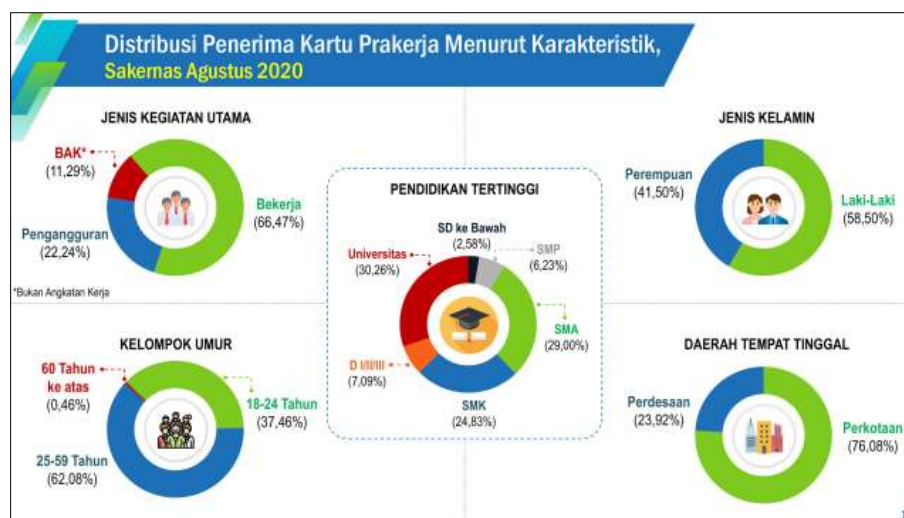 Distribusi Penerima Kartu Prakerja Menurut Karakteristik,
Sakernas Agustus 2020
JENIS KEGIATAN UTAMA
BAK*
(11,29%)
Bekerja
(66,47%)
Pengangguran
(22,24%)
*Bukan Angkatan Kerja
JENIS KELAMIN
Perempuan
(41,50%)
Laki-Laki
(58,50%)
PENDIDIKAN TERTINGGI
SD ke Bawah
(2,58%)
SMP
(6,23%)
Universitas
(30,26%)
SMA
(29,00%)
D I/II/III
(7,09%)
SMK
(24,83%)
KELOMPOK UMUR
60 Tahun
ke atas
(0,46%)
18-24 Tahun
(37,46%)
25-59 Tahun
(62,08%)
DAERAH TEMPAT TINGGAL
Perdesaan
(23,92%)
Perkotaan
(76,08%)